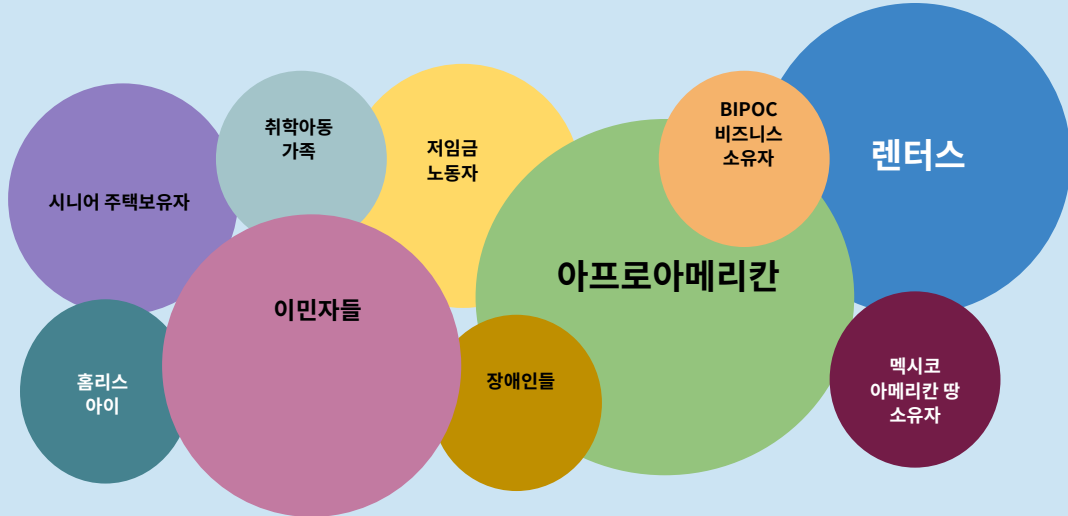 시니어 주택보유자
취학아동
가족
저임금
노동자
BIPOC
비즈니스
소유자
렌터스
홈리스
아이
이민자들
장애인들
아프로아메리칸
멕시코
아메리칸 땅
소유자